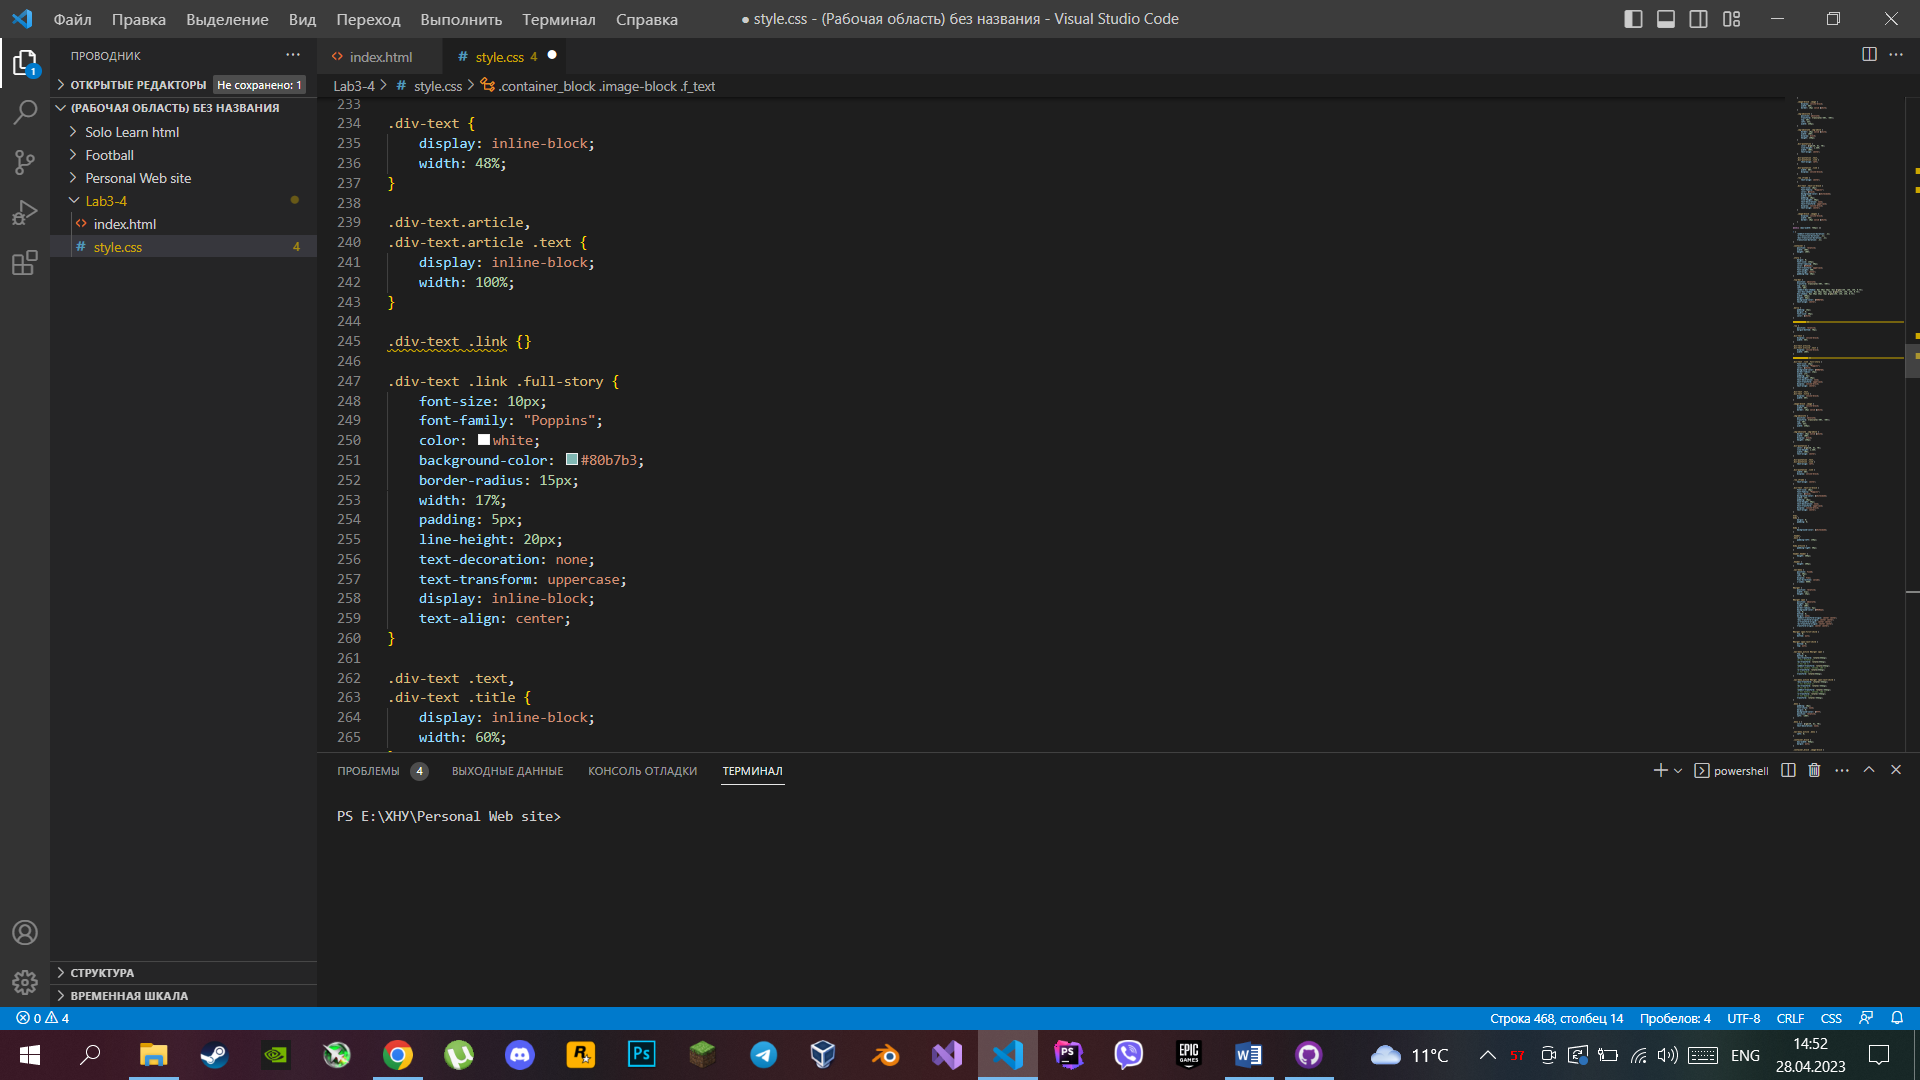 Файл Правка Выделение Вид Переход Выполнить Терминал Справка
● style.css - (Рабочая область) без названия - Visual Studio Code
ПРОВОДНИК
ОТКРЫТЫЕ РЕДАКТОРЫ Не сохранено: 1
(РАБОЧАЯ ОБЛАСТЬ) БЕЗ НАЗВАНИЯ
Solo Learn html
Football
Personal Web site
Lab3-4
index.html
style.css 4
СТРУКТУРА
ВРЕМЕННАЯ ШКАЛА
index.html
# style.css 4
Lab3-4 > # style.css > .container_block .image-block .f_text
233
234 .div-text {
235 display: inline-block;
236 width: 48%;
237 }
238
239 .div-text.article,
240 .div-text.article .text {
241 display: inline-block;
242 width: 100%;
243 }
244
245 .div-text .link {}
246
247 .div-text .link .full-story {
248 font-size: 10px;
249 font-family: "Poppins";
250 color: white;
251 background-color: #80b7b3;
252 border-radius: 15px;
253 width: 17%;
254 padding: 5px;
255 line-height: 20px;
256 text-decoration: none;
257 text-transform: uppercase;
258 display: inline-block;
259 text-align: center;
260 }
261
262 .div-text .text,
263 .div-text .title {
264 display: inline-block;
265 width: 60%;
ПРОБЛЕМЫ 4 ВЫХОДНЫЕ ДАННЫЕ КОНСОЛЬ ОТЛАДКИ ТЕРМИНАЛ
powershell
PS E:\ХНУ\Personal Web site>
0 4
Строка 468, столбец 14 Пробелов: 4 UTF-8 CRLF CSS
11°C 57 ENG 14:52
28.04.2023